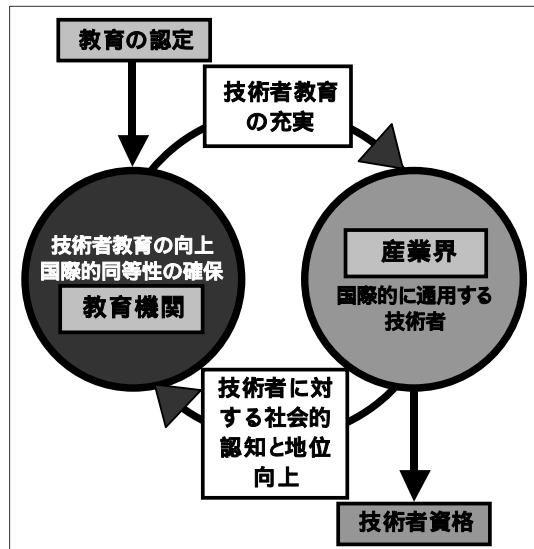 教育の認定
技術者教育
の充実
技術者教育の向上
国際的同等性の確保
教育機関
産業界
国際的に通用する
技術者
技術者に対
する社会的
認知と地位
向上
技術者資格